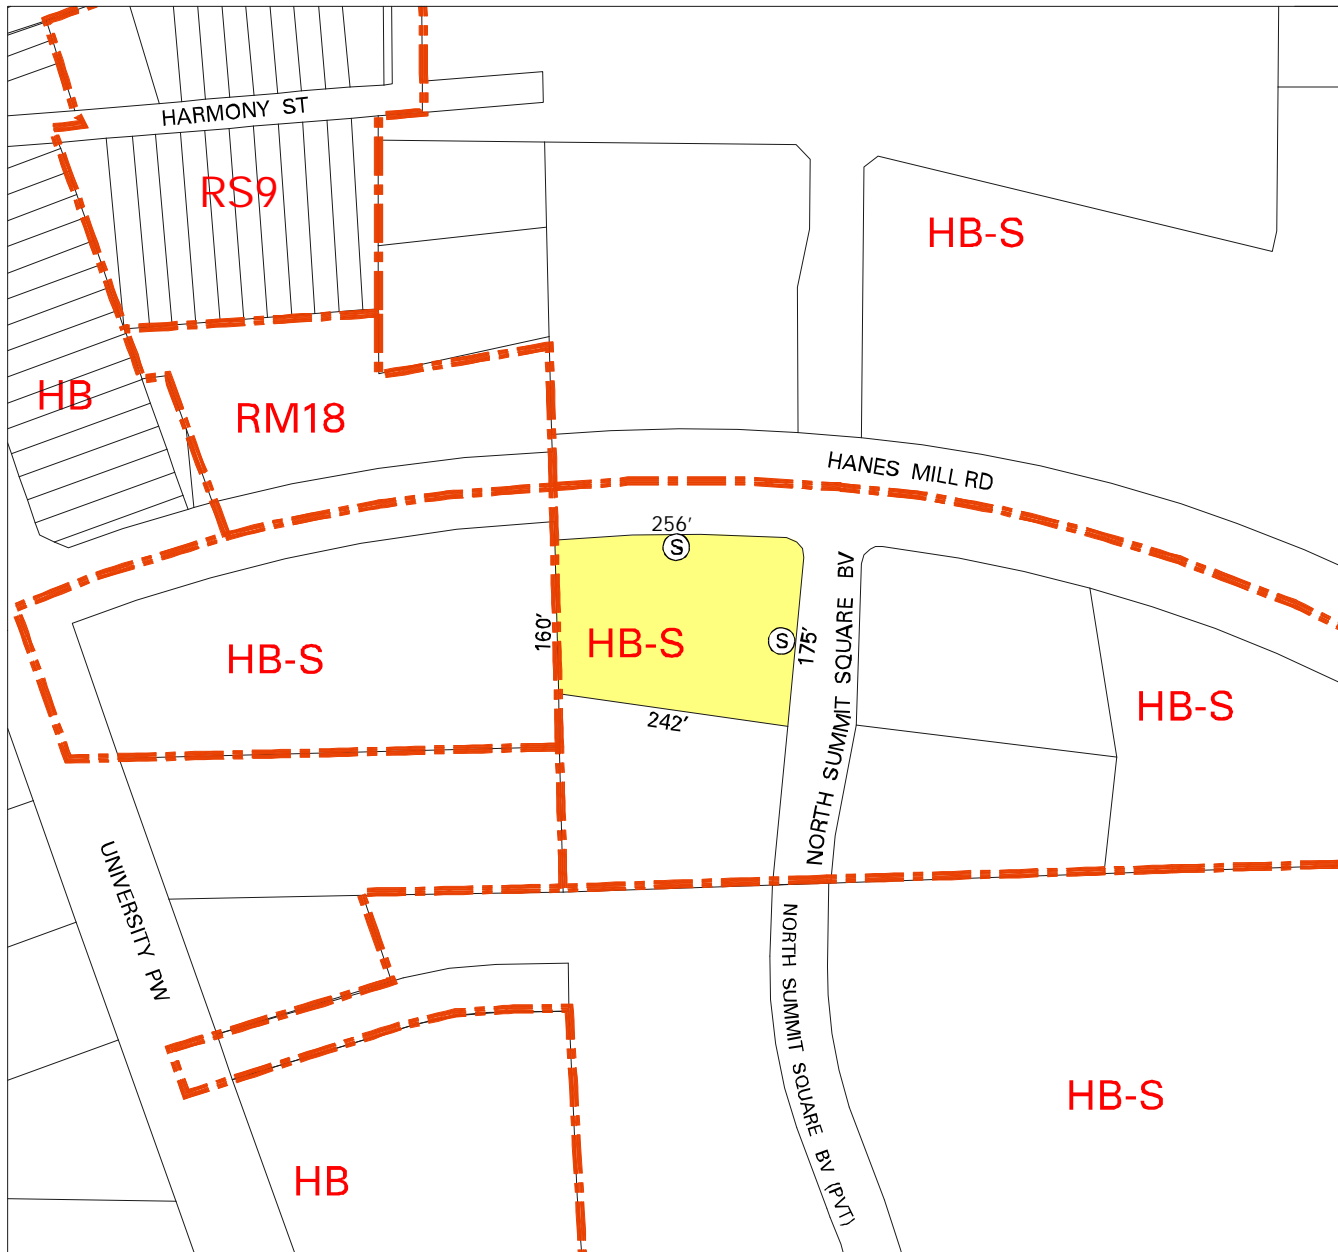 HARMONY ST
RS9
HB-S
HB
RM18
HANES MILL RD
256'
S
160'
HB-S
S
175'
242'
NORTH SUMMIT SQUARE BV
HB-S
HB-S
UNIVERSITY PW
NORTH SUMMIT SQUARE BV (PVT)
HB-S
HB